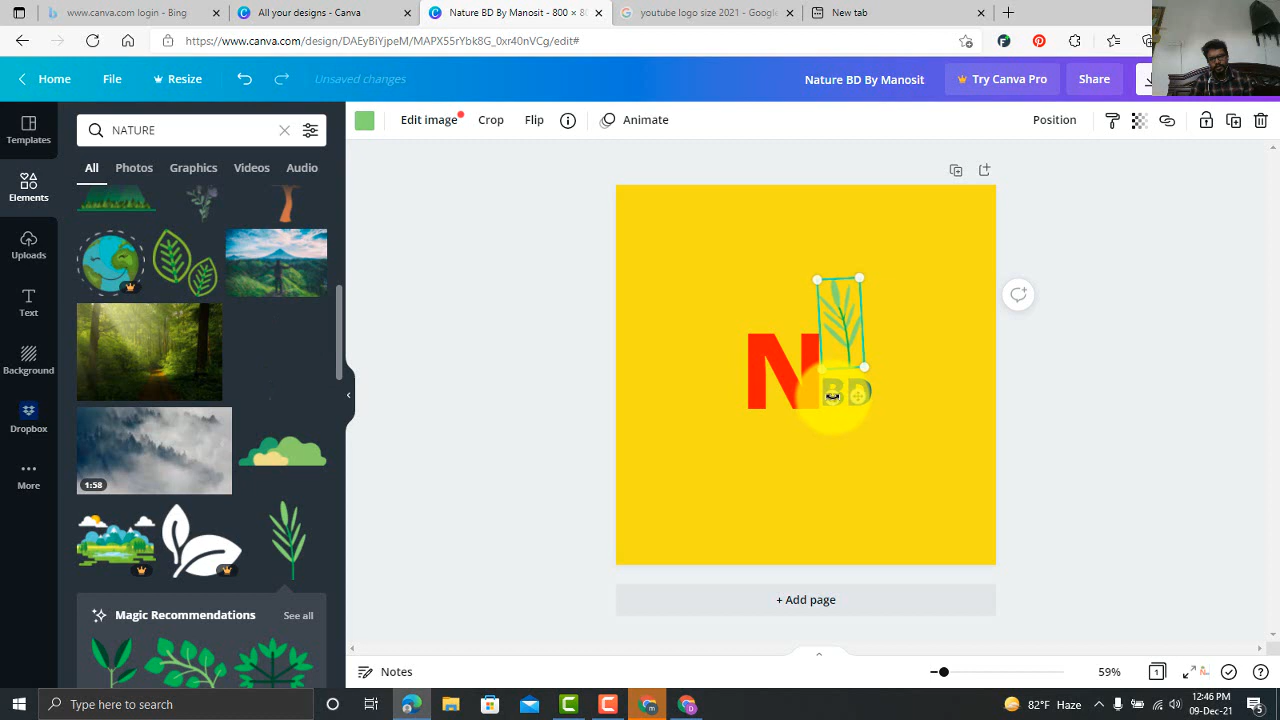 www.canva.com login - Bing
All your designs - Canva
Nature BD By Manosit - 800 × 80
youtube logo size 2021 - Google
New tab
https://www.canva.com/design/DAEyBiYjpeM/MAPX55rYbk8G_0xr40nVCg/edit#
Home
File
Resize
Unsaved changes
Nature BD By Manosit
Try Canva Pro
Share
Templates
Elements
Uploads
Text
Background
Dropbox
More
NATURE
All
Photos
Graphics
Videos
Audio
1:58
Magic Recommendations
See all
Edit image
Crop
Flip
Animate
Position
N
BD
+ Add page
Notes
59%
1
Type here to search
82°F Haze
12:46 PM
09-Dec-21
5